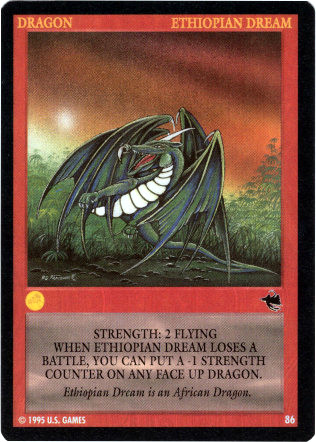 DRAGON ETHIOPIAN DREAM
STRENGTH: 2 FLYING
WHEN ETHIOPIAN DREAM LOSES A
BATTLE, YOU CAN PUT A -1 STRENGTH
COUNTER ON ANY FACE UP DRAGON.
Ethiopian Dream is an African Dragon.
© 1995 U.S. GAMES 86